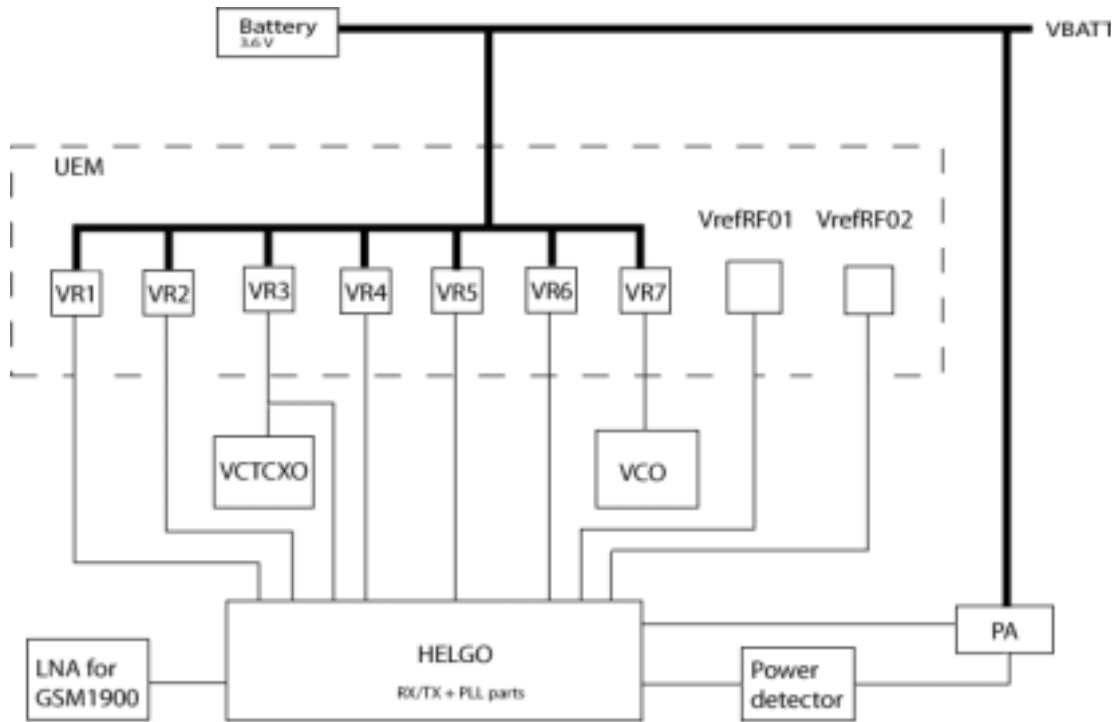 Battery
3.6 V
VBATT
UEM
VrefRF01
VrefRF02
VR1
VR2
VR3
VR4
VR5
VR6
VR7
VCTCXO
VCO
PA
LNA for
GSM1900
HELGO
RX/TX + PLL parts
Power
detector